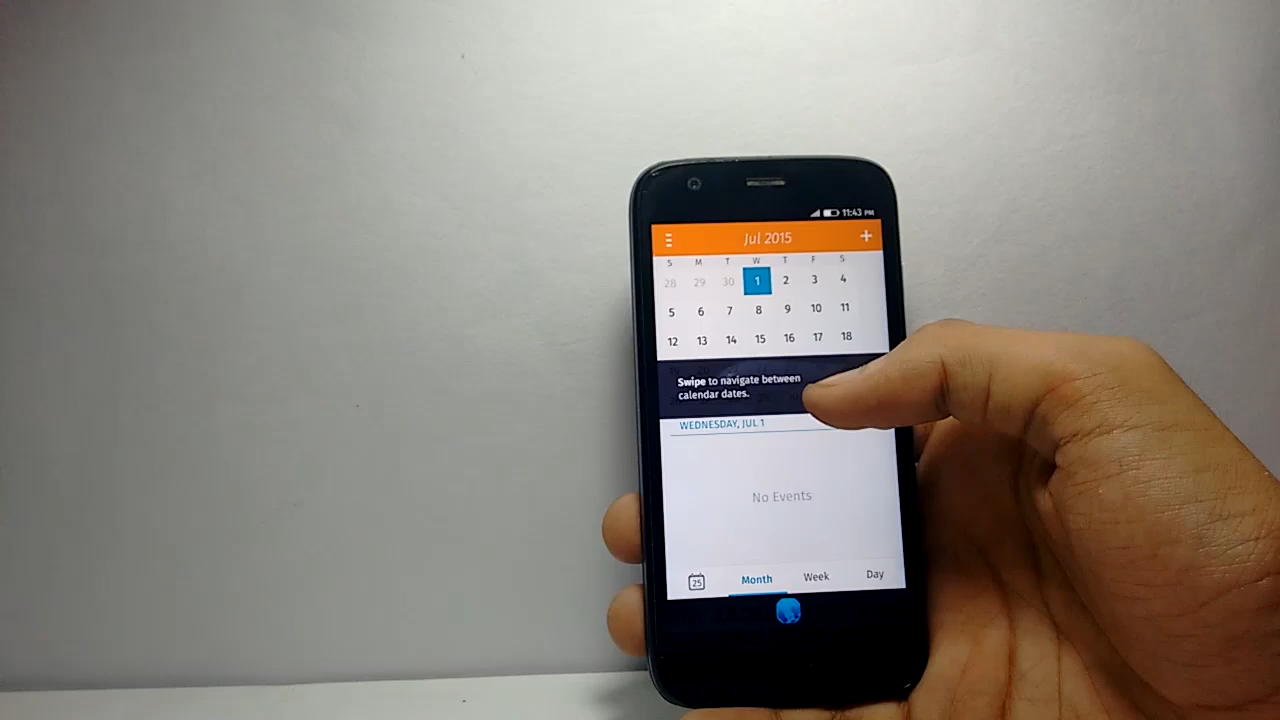 11:43 PM
Jul 2015 +
S M T W T F S
28 29 30 1 2 3 4
5 6 7 8 9 10 11
12 13 14 15 16 17 18
Swipe to navigate between
calendar dates.
WEDNESDAY, JUL 1
No Events
25 Month Week Day